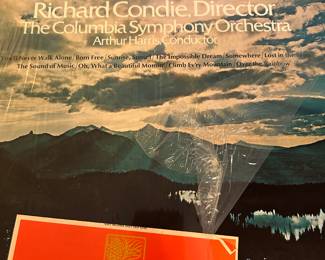 Richard Condie, Director
The Columbia Symphony Orchestra
Arthur Harris, Conductor
You'll Never Walk Alone / Born Free / Sunrise, Sunset / The Impossible Dream / Somewhere / Lost in the
The Sound of Music / Oh, What a Beautiful Mornin' / Climb Ev'ry Mountain / Over the Rainbow